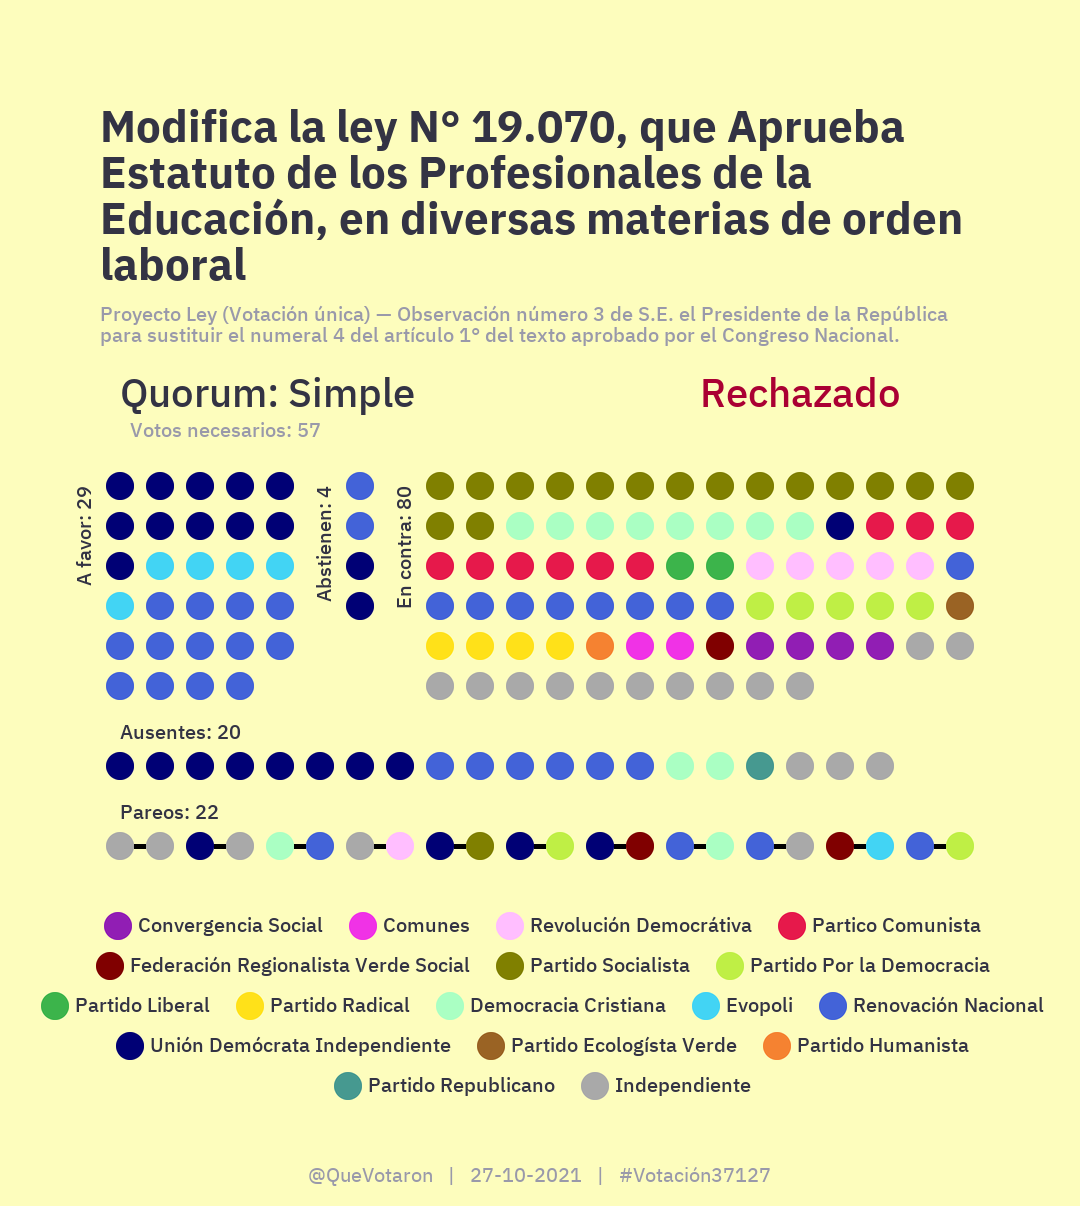 Modifica la ley N° 19.070, que Aprueba
Estatuto de los Profesionales de la
Educación, en diversas materias de orden
laboral
Proyecto Ley (Votación única) — Observación número 3 de S.E. el Presidente de la República
para sustituir el numeral 4 del artículo 1° del texto aprobado por el Congreso Nacional.
Quorum: Simple
Rechazado
Votos necesarios: 57
A favor: 29
Abstienen: 4
En contra: 80
Ausentes: 20
Pareos: 22
Convergencia Social
Comunes
Revolución Democrátiva
Partico Comunista
Federación Regionalista Verde Social
Partido Socialista
Partido Por la Democracia
Partido Liberal
Partido Radical
Democracia Cristiana
Evopoli
Renovación Nacional
Unión Demócrata Independiente
Partido Ecologísta Verde
Partido Humanista
Partido Republicano
Independiente
@QueVotaron | 27-10-2021 | #Votación37127